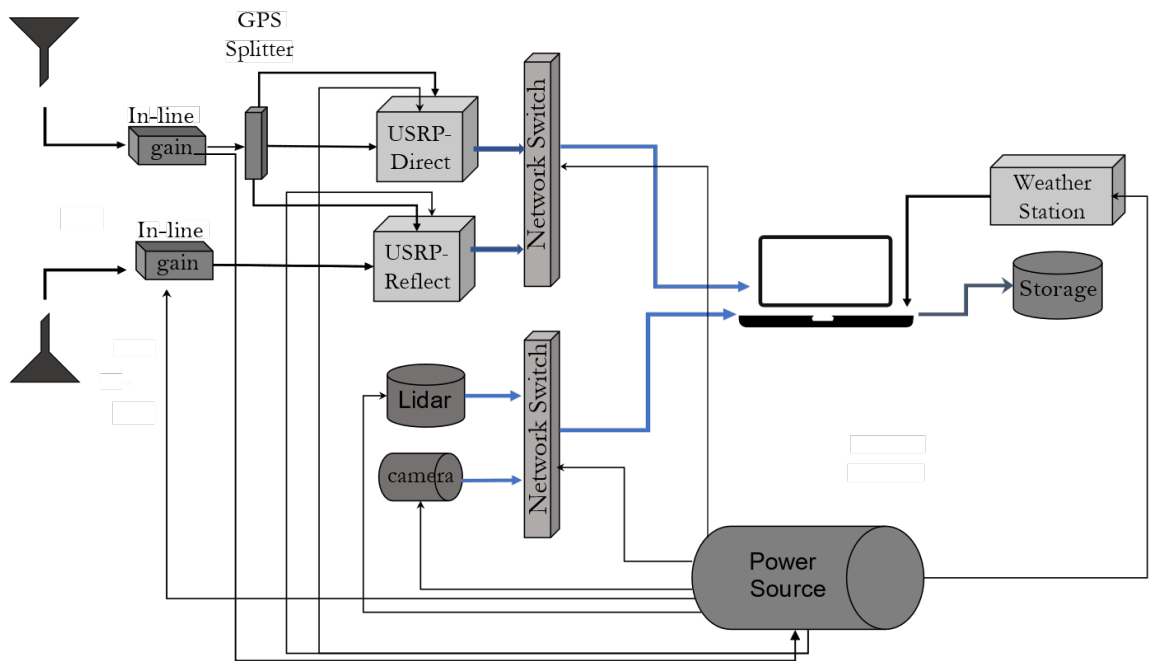 GPS
Splitter
In-line
gain
USRP-
Direct
Network Switch
Weather
Station
In-line
gain
USRP-
Reflect
Storage
Lidar
camera
Network Switch
Power
Source